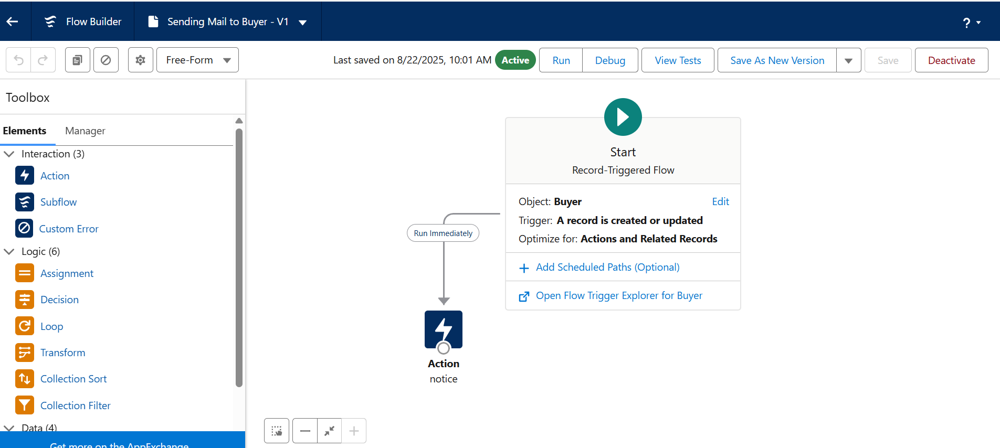 Flow Builder
Sending Mail to Buyer - V1
?
Free-Form
Last saved on 8/22/2025, 10:01 AM
Active
Run
Debug
View Tests
Save As New Version
Save
Deactivate
Toolbox
Elements
Manager
Interaction (3)
Action
Subflow
Custom Error
Logic (6)
Assignment
Decision
Loop
Transform
Collection Sort
Collection Filter
Data (4)
Get more on the AppExchange
Start
Record-Triggered Flow
Object: Buyer
Edit
Trigger: A record is created or updated
Optimize for: Actions and Related Records
Add Scheduled Paths (Optional)
Open Flow Trigger Explorer for Buyer
Run Immediately
Action
notice